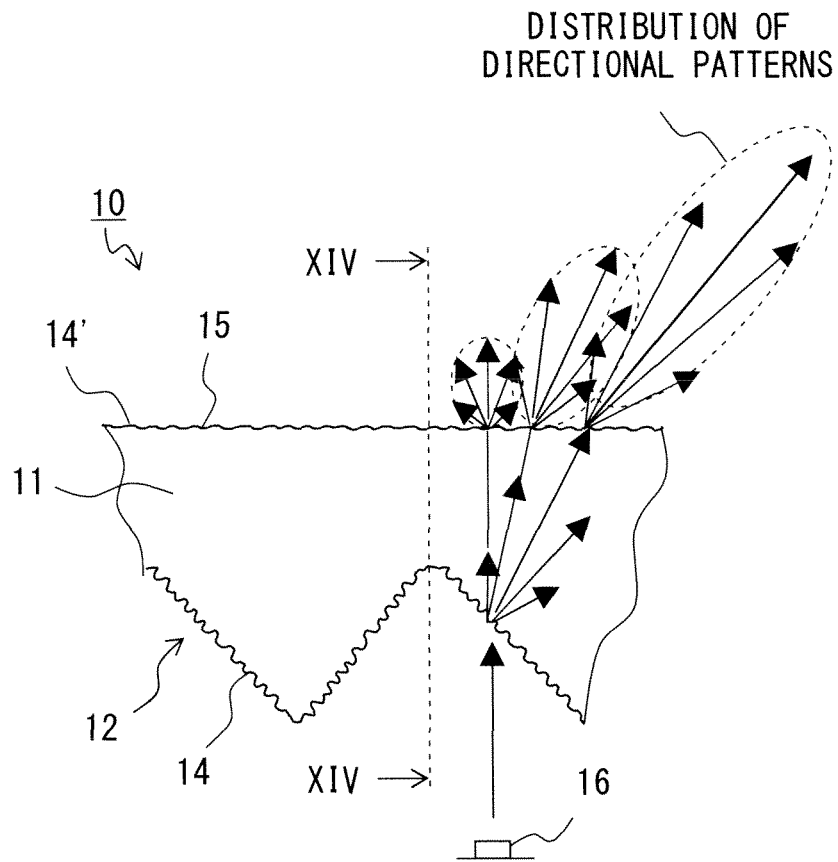 DISTRIBUTION OF
DIRECTIONAL PATTERNS
10
XIV
14'
15
11
12
14
XIV
16